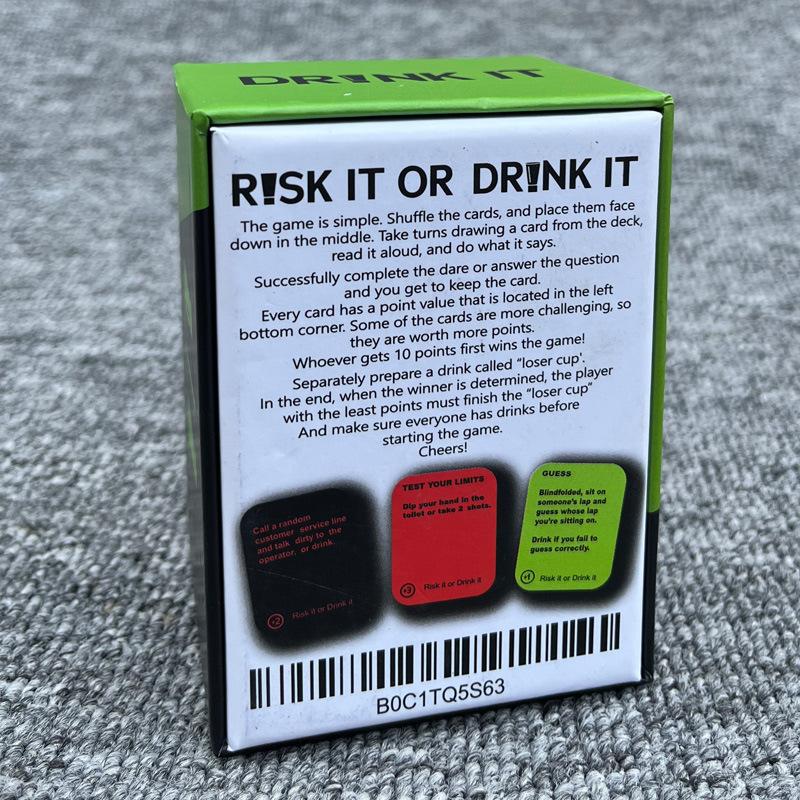 DR!NK IT
R!SK IT OR DR!NK IT
The game is simple. Shuffle the cards, and place them face
down in the middle. Take turns drawing a card from the deck,
read it aloud, and do what it says.
Successfully complete the dare or answer the question
and you get to keep the card.
Every card has a point value that is located in the left
bottom corner. Some of the cards are more challenging, so
they are worth more points.
Whoever gets 10 points first wins the game!
Separately prepare a drink called "loser cup'.
In the end, when the winner is determined, the player
with the least points must finish the "loser cup"
And make sure everyone has drinks before
starting the game.
Cheers!
Call a random
customer service line
and talk dirty to the
operator, or drink.
+2 Risk it or Drink it
TEST YOUR LIMITS
Dip your hand in the
toilet or take 2 shots.
+3 Risk it or Drink it
GUESS
Blindfolded, sit on
someone's lap and
guess whose lap
you're sitting on.
Drink if you fail to
guess correctly.
+1 Risk it or Drink it
B0C1TQ5S63